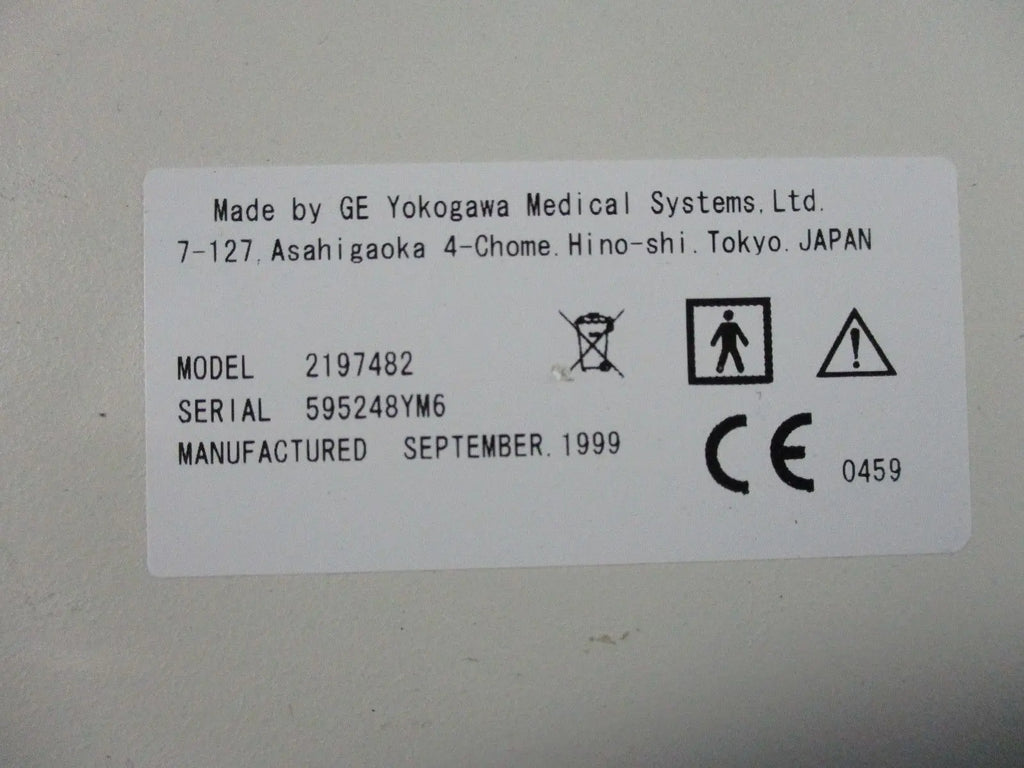 Made by GE Yokogawa Medical Systems, Ltd.
7-127, Asahigaoka 4-Chome. Hino-shi. Tokyo. JAPAN
MODEL 2197482
SERIAL 595248YM6
MANUFACTURED SEPTEMBER. 1999
CE 0459